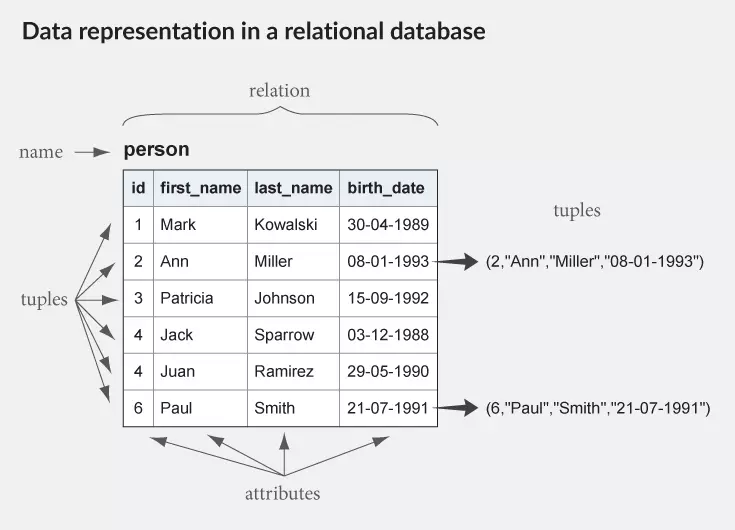 Data representation in a relational database
relation
name
person
id first_name last_name birth_date
1 Mark Kowalski 30-04-1989
tuples
2 Ann Miller 08-01-1993 (2,"Ann","Miller","08-01-1993")
tuples 3 Patricia Johnson 15-09-1992
4 Jack Sparrow 03-12-1988
4 Juan Ramirez 29-05-1990
6 Paul Smith 21-07-1991 (6,"Paul","Smith","21-07-1991")
attributes